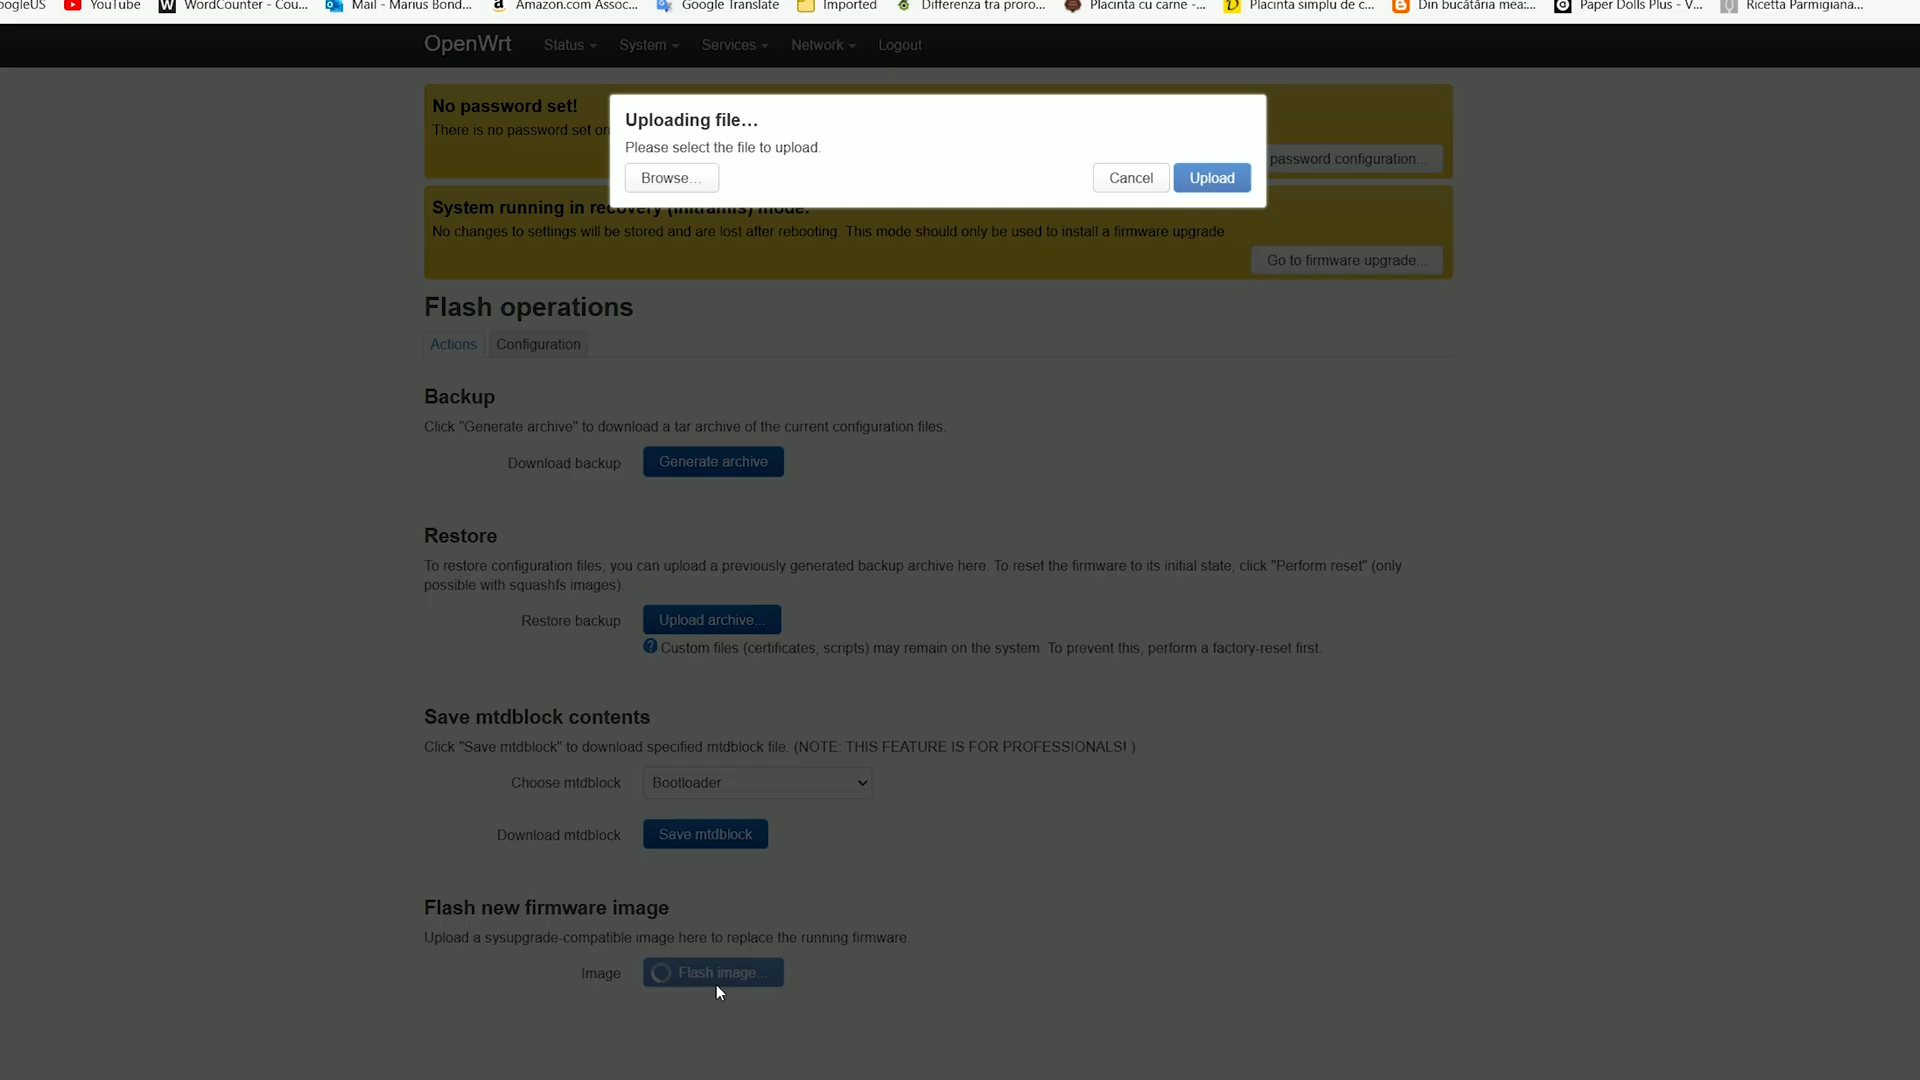 oogleUS YouTube WordCounter - Cou... Mail - Marius Bond... Amazon.com Assoc... Google Translate Imported Differenza tra proro... Placinta cu carne -... Placinta simplu de c... Din bucătăria mea:... Paper Dolls Plus - V... Ricetta Parmigiana...
OpenWrt Status System Services Network Logout
No password set!
There is no password set on
password configuration...
Uploading file...
Please select the file to upload.
Browse... Cancel Upload
System running in recovery (initramfs) mode.
No changes to settings will be stored and are lost after rebooting. This mode should only be used to install a firmware upgrade
Go to firmware upgrade...
Flash operations
Actions Configuration
Backup
Click "Generate archive" to download a tar archive of the current configuration files.
Download backup Generate archive
Restore
To restore configuration files, you can upload a previously generated backup archive here. To reset the firmware to its initial state, click "Perform reset" (only
possible with squashfs images).
Restore backup Upload archive...
Custom files (certificates, scripts) may remain on the system. To prevent this, perform a factory-reset first.
Save mtdblock contents
Click "Save mtdblock" to download specified mtdblock file. (NOTE: THIS FEATURE IS FOR PROFESSIONALS! )
Choose mtdblock Bootloader
Download mtdblock Save mtdblock
Flash new firmware image
Upload a sysupgrade-compatible image here to replace the running firmware.
Image Flash image...